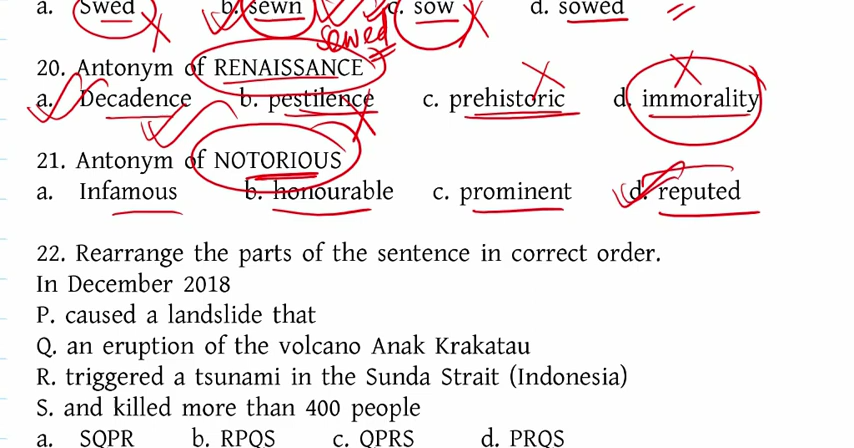 a. Swed b. sewn c. sow d. sowed
sowed
20. Antonym of RENAISSANCE
a. Decadence b. pestilence c. prehistoric d. immorality
21. Antonym of NOTORIOUS
a. Infamous b. honourable c. prominent d. reputed
22. Rearrange the parts of the sentence in correct order.
In December 2018
P. caused a landslide that
Q. an eruption of the volcano Anak Krakatau
R. triggered a tsunami in the Sunda Strait (Indonesia)
S. and killed more than 400 people
a. SQPR b. RPQS c. QPRS d. PRQS